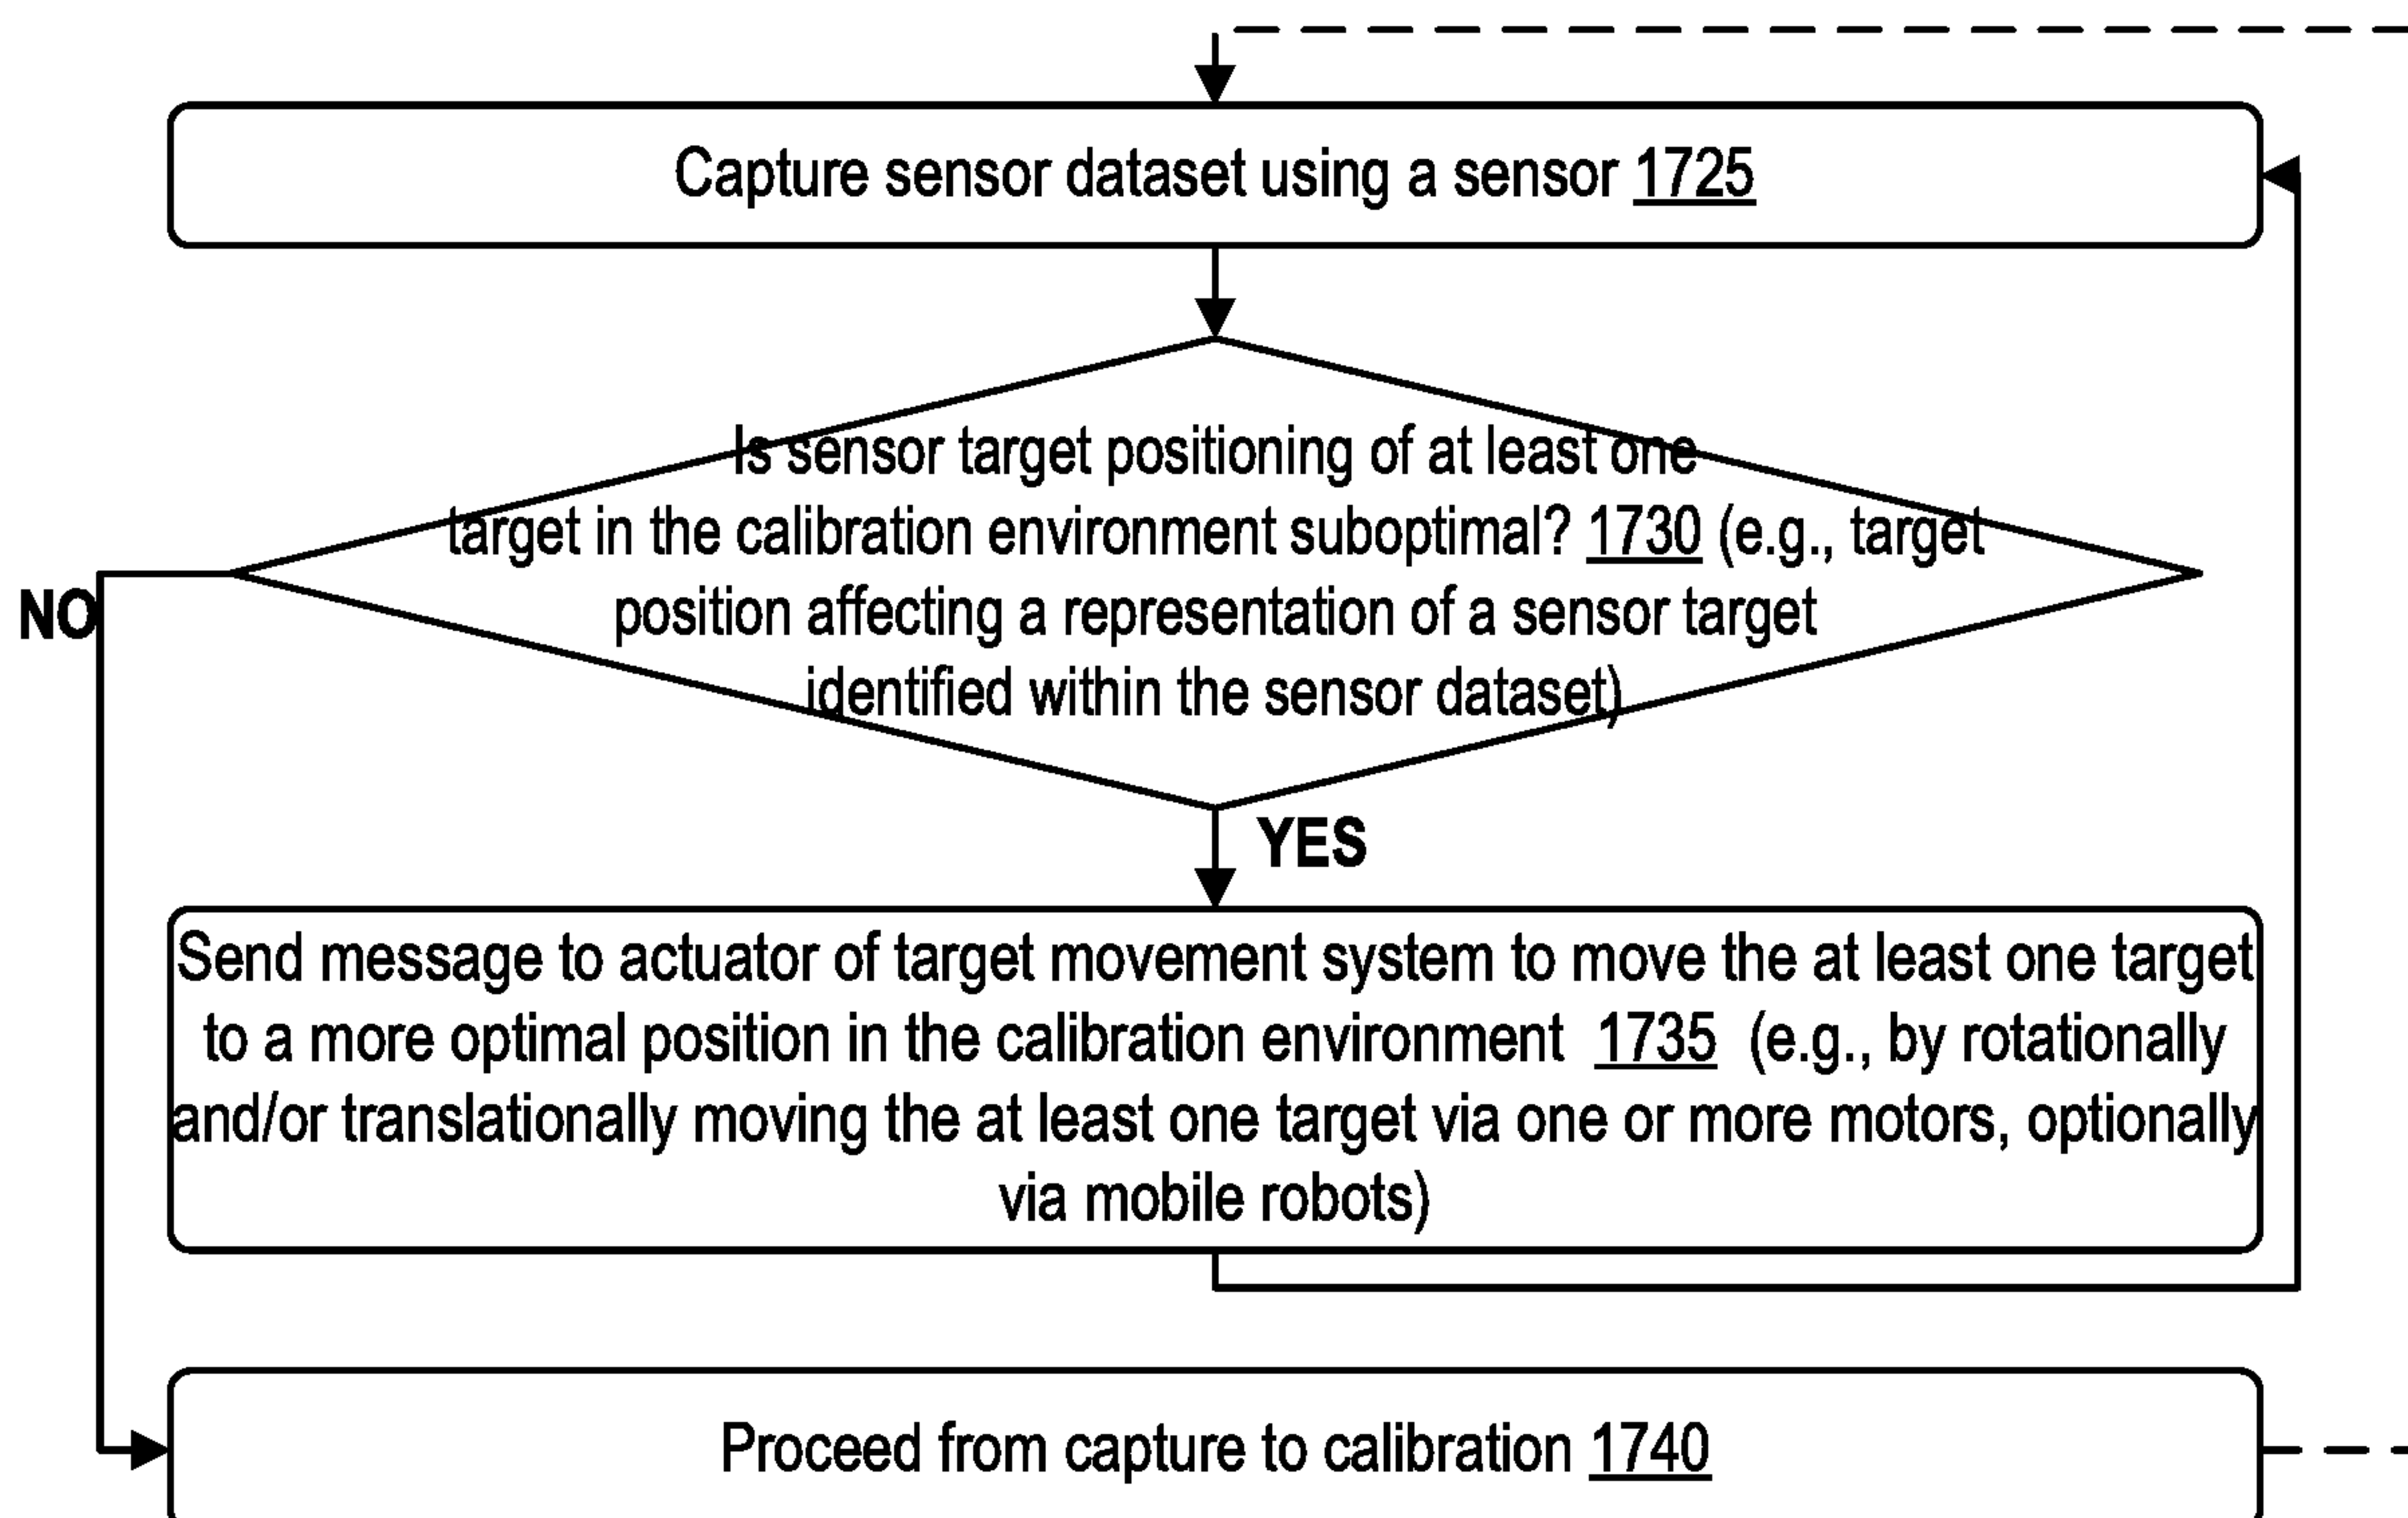 Capture sensor dataset using a sensor 1725
Is sensor target positioning of at least one
target in the calibration environment suboptimal? 1730 (e.g., target
position affecting a representation of a sensor target
identified within the sensor dataset)
NO
YES
Send message to actuator of target movement system to move the at least one target
to a more optimal position in the calibration environment 1735 (e.g., by rotationally
and/or translationally moving the at least one target via one or more motors, optionally
via mobile robots)
Proceed from capture to calibration 1740